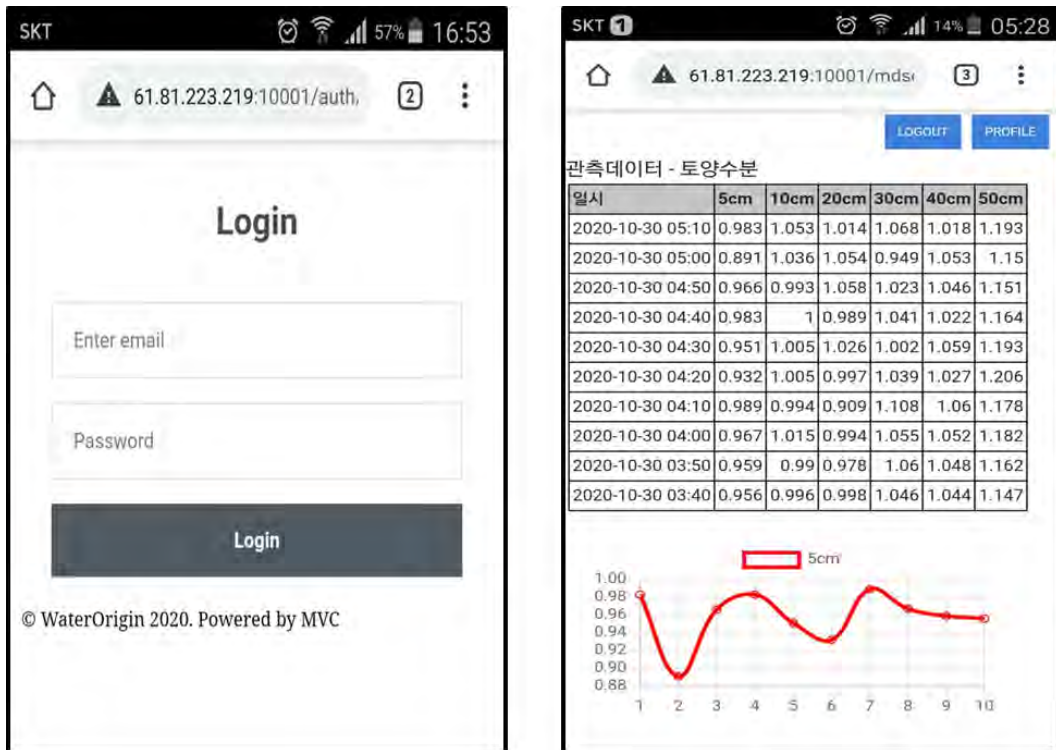 SKT 57% 16:53
61.81.223.219:10001/auth, 2
Login
Enter email
Password
Login
© WaterOrigin 2020. Powered by MVC
SKT 1 14% 05:28
61.81.223.219:10001/mds 3
LOGOUT PROFILE
관측데이터 - 토양수분
일시 5cm 10cm 20cm 30cm 40cm 50cm
2020-10-30 05:10 0.983 1.053 1.014 1.068 1.018 1.193
2020-10-30 05:00 0.891 1.036 1.054 0.949 1.053 1.15
2020-10-30 04:50 0.966 0.993 1.058 1.023 1.046 1.151
2020-10-30 04:40 0.983 1 0.989 1.041 1.022 1.164
2020-10-30 04:30 0.951 1.005 1.026 1.002 1.059 1.193
2020-10-30 04:20 0.932 1.005 0.997 1.039 1.027 1.206
2020-10-30 04:10 0.989 0.994 0.909 1.108 1.06 1.178
2020-10-30 04:00 0.967 1.015 0.994 1.055 1.052 1.182
2020-10-30 03:50 0.959 0.99 0.978 1.06 1.048 1.162
2020-10-30 03:40 0.956 0.996 0.998 1.046 1.044 1.147
5cm
1.00
0.98
0.96
0.94
0.92
0.90
0.88
1 2 3 4 5 6 7 8 9 10